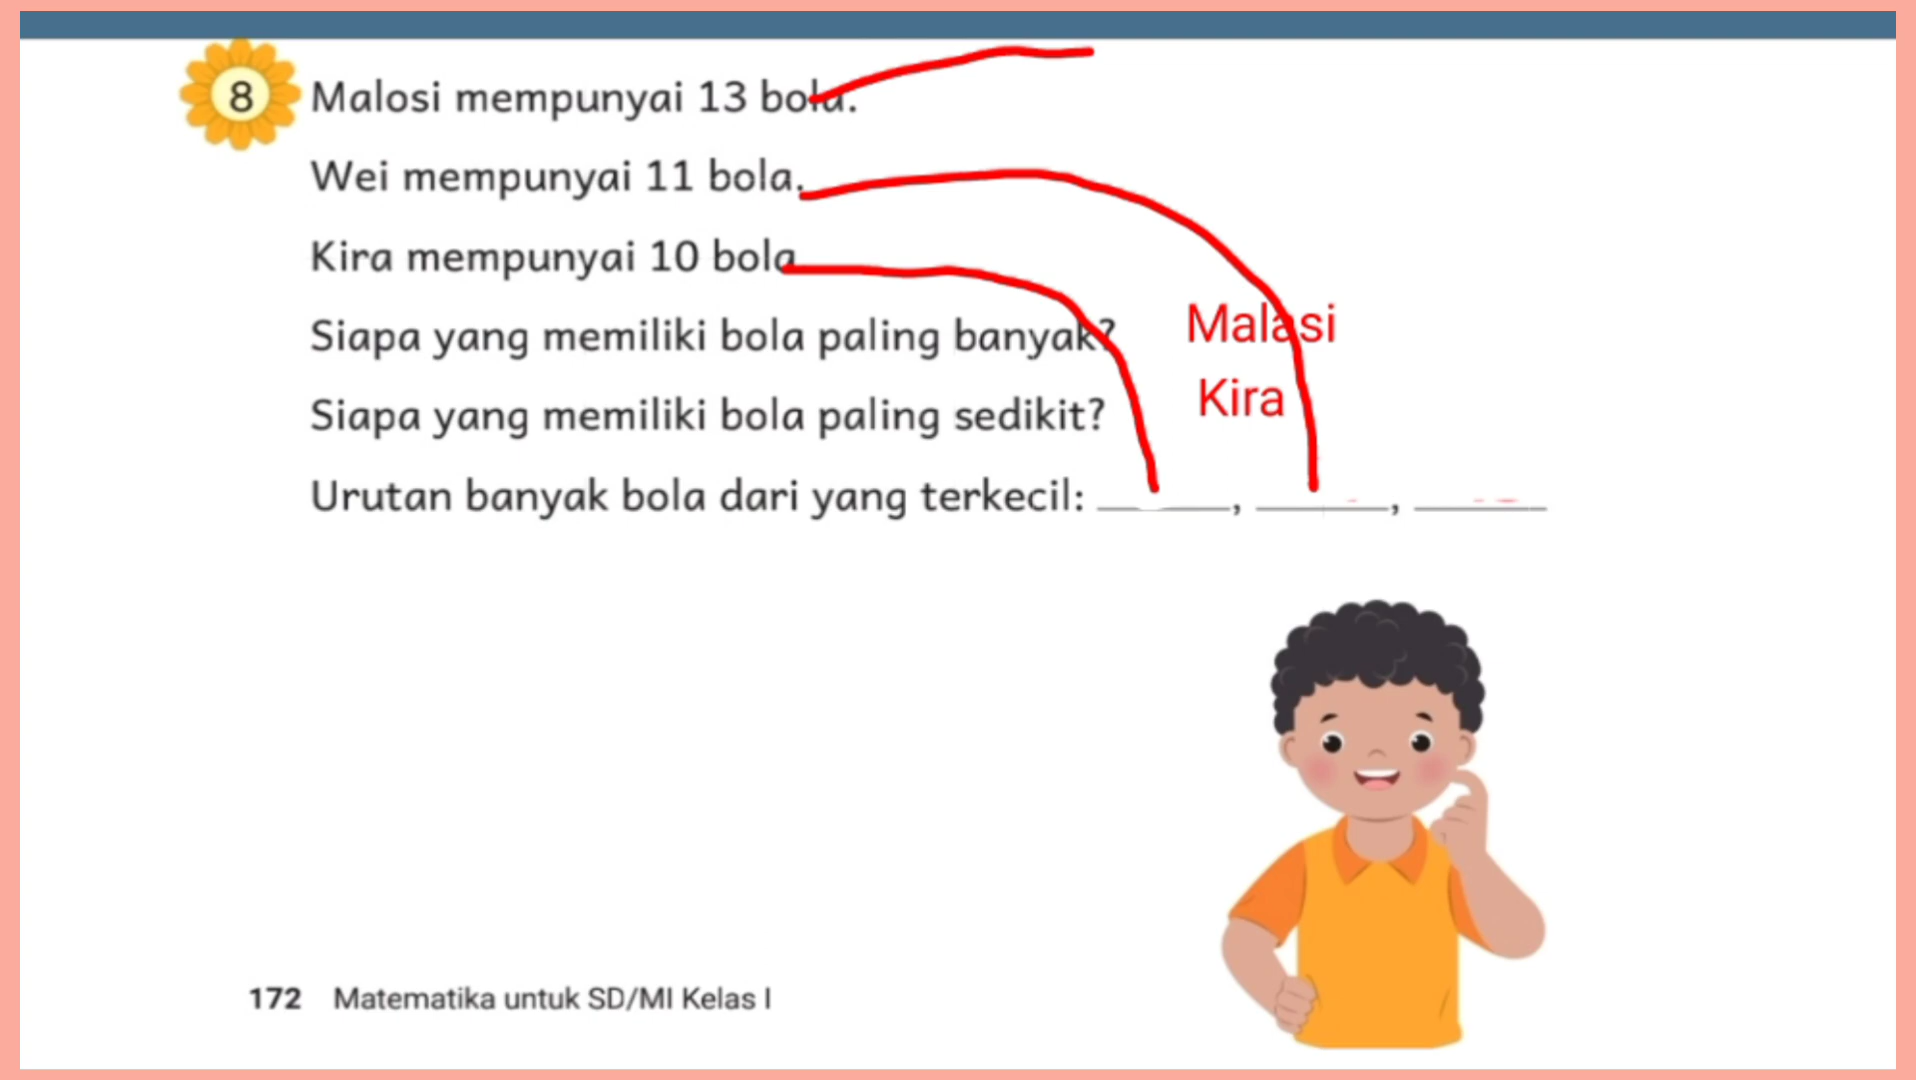 8 Malosi mempunyai 13 bola.
Wei mempunyai 11 bola.
Kira mempunyai 10 bola
Siapa yang memiliki bola paling banyak? Malasi
Siapa yang memiliki bola paling sedikit? Kira
Urutan banyak bola dari yang terkecil: ____, ____, ____
172 Matematika untuk SD/MI Kelas I